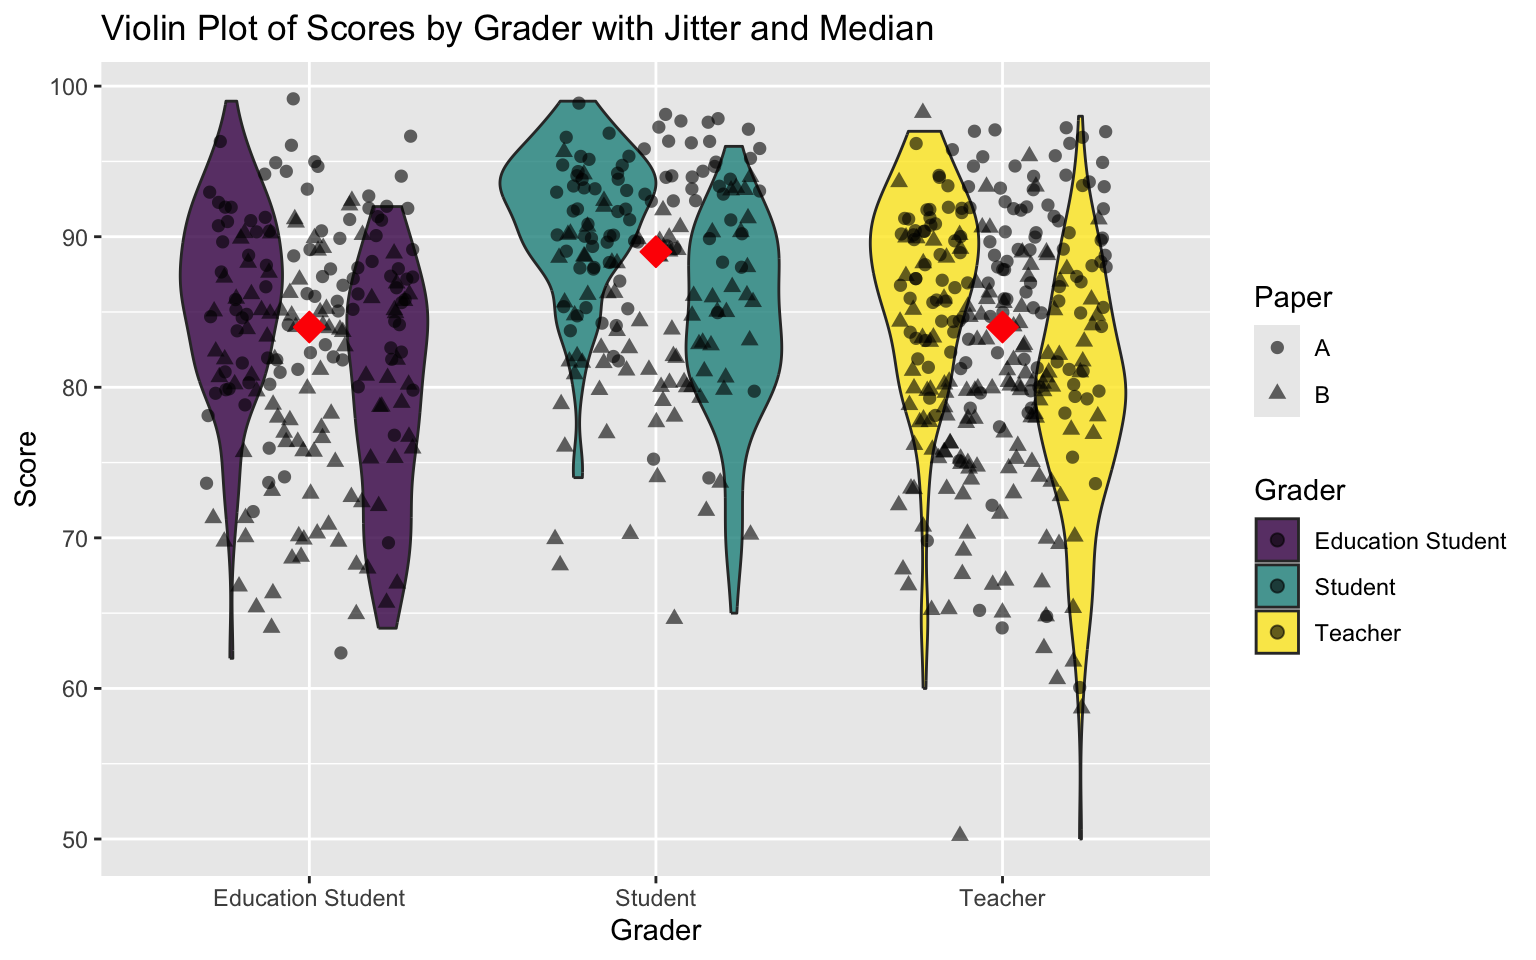 Violin Plot of Scores by Grader with Jitter and Median
100
90
80
70
60
50
Score
Education Student
Student
Teacher
Grader
Paper
A
B
Grader
Education Student
Student
Teacher